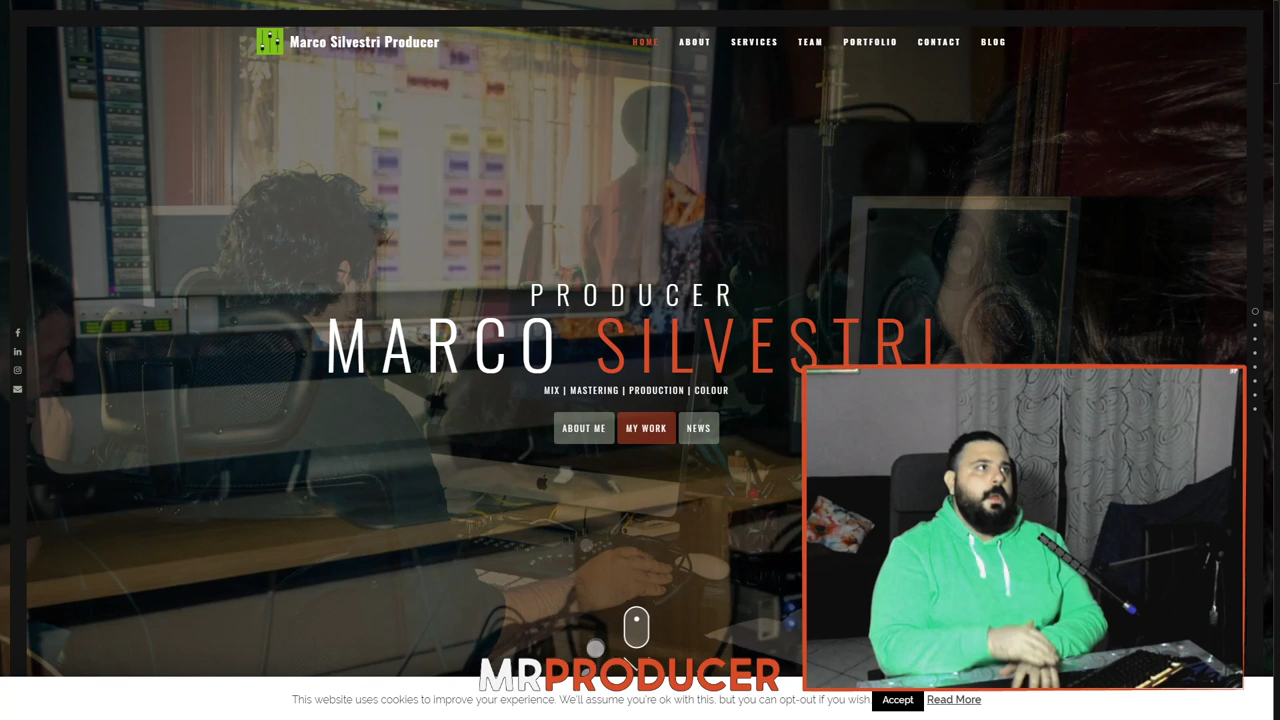 Marco Silvestri Producer
HOME ABOUT SERVICES TEAM PORTFOLIO CONTACT BLOG
PRODUCER
MARCO SILVESTRI
MIX | MASTERING | PRODUCTION | COLOUR
ABOUT ME MY WORK NEWS
MRPRODUCER
This website uses cookies to improve your experience. We'll assume you're ok with this, but you can opt-out if you wish. Accept Read More